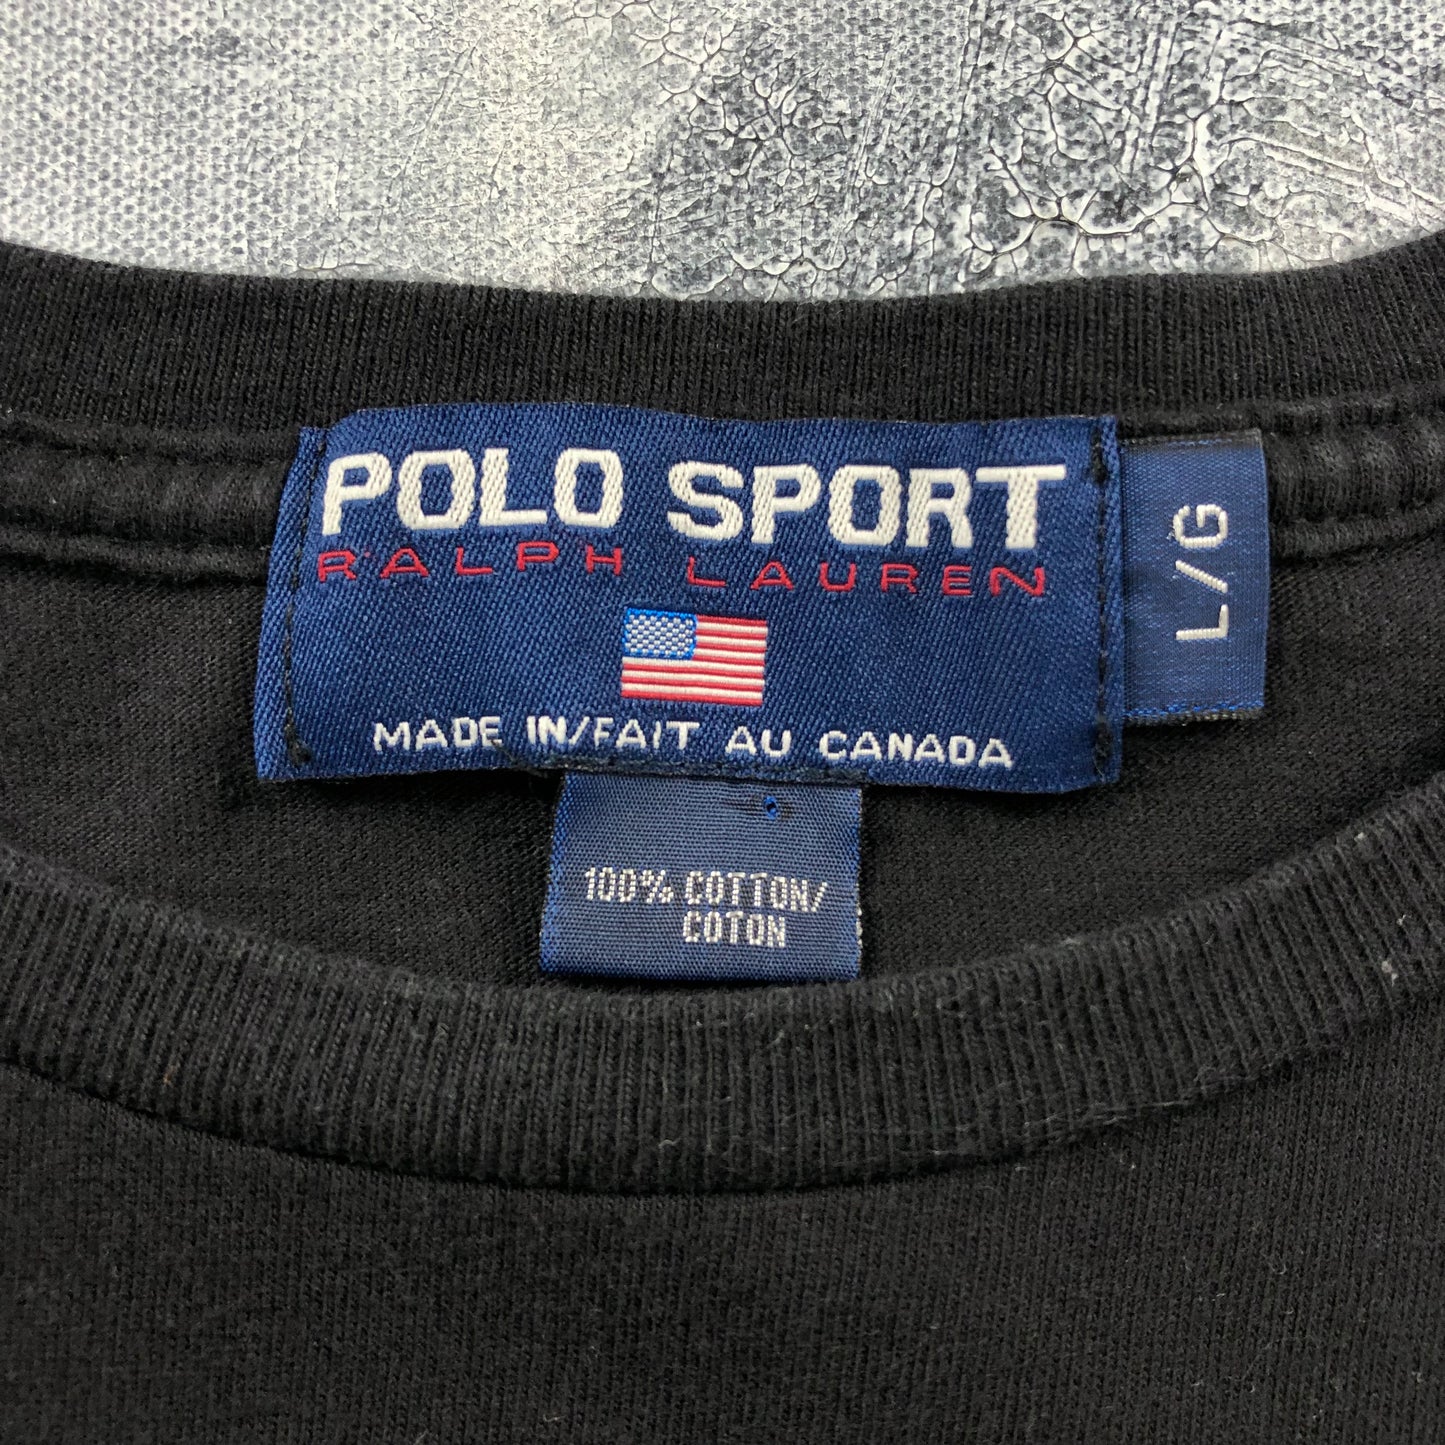 POLO SPORT
RALPH LAUREN
MADE IN/FAIT AU CANADA
L/G
100% COTTON/
COTON